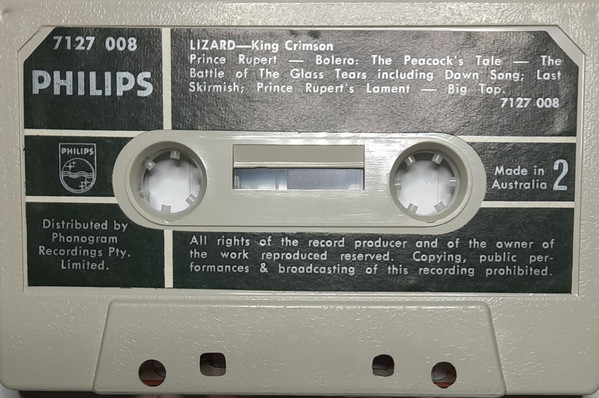 7127 008
PHILIPS
LIZARD—King Crimson
Prince Rupert — Bolero: The Peacock's Tale — The
Battle of The Glass Tears including Dawn Song; Last
Skirmish; Prince Rupert's Lament — Big Top.
7127 008
PHILIPS
Made in
Australia 2
Distributed by
Phonogram
Recordings Pty.
Limited.
All rights of the record producer and of the owner of
the work reproduced reserved. Copying, public per-
formances & broadcasting of this recording prohibited.